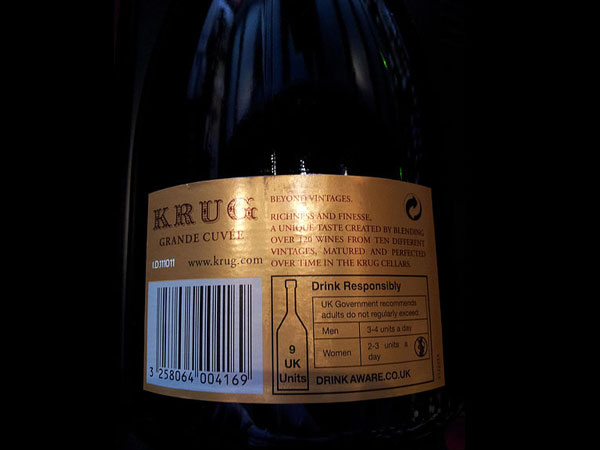 KRUG
GRANDE CUVÉE
I.D.111011
www.krug.com
3 258064 004169
BEYOND VINTAGES.
RICHNESS AND FINESSE,
A UNIQUE TASTE CREATED BY BLENDING
OVER 120 WINES FROM TEN DIFFERENT
VINTAGES, MATURED AND PERFECTED
OVER TIME IN THE KRUG CELLARS.
9
UK
Units
Drink Responsibly
UK Government recommends
adults do not regularly exceed
Men 3-4 units a day
Women 2-3 units a
day
DRINKAWARE.CO.UK